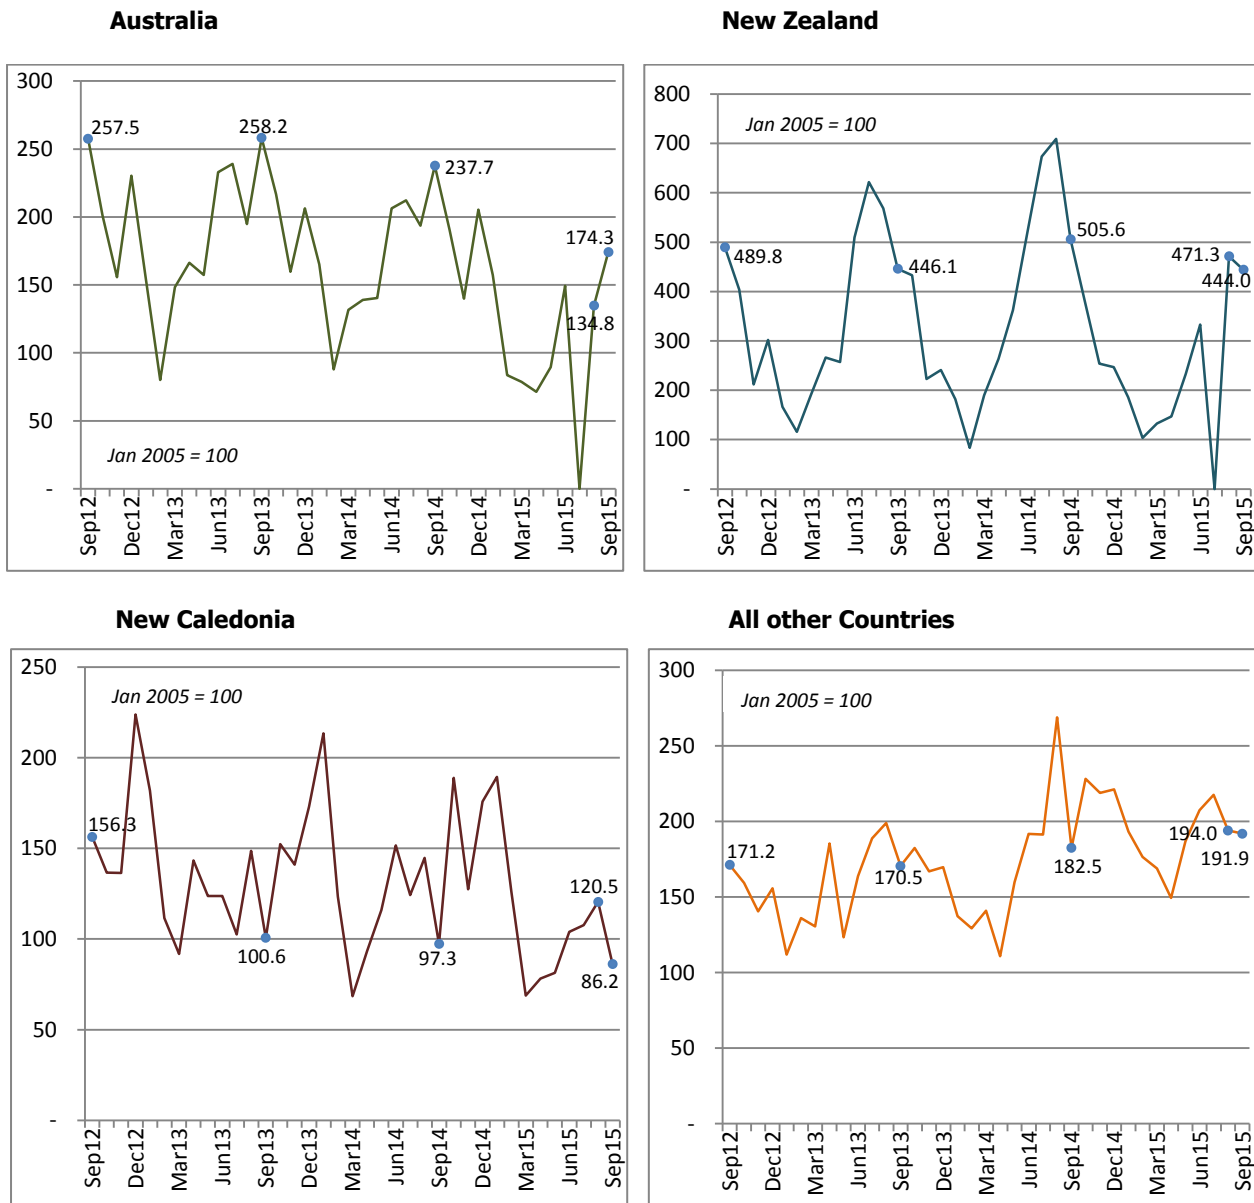 Australia
300
250
200
150
100
50
-
257.5
258.2
237.7
174.3
134.8
Jan 2005 = 100
Sep12
Dec12
Mar13
Jun13
Sep13
Dec13
Mar14
Jun14
Sep14
Dec14
Mar15
Jun15
Sep15
New Zealand
800
700
600
500
400
300
200
100
-
Jan 2005 = 100
489.8
446.1
505.6
471.3
444.0
Sep12
Dec12
Mar13
Jun13
Sep13
Dec13
Mar14
Jun14
Sep14
Dec14
Mar15
Jun15
Sep15
New Caledonia
250
200
150
100
50
-
Jan 2005 = 100
156.3
100.6
97.3
120.5
86.2
Sep12
Dec12
Mar13
Jun13
Sep13
Dec13
Mar14
Jun14
Sep14
Dec14
Mar15
Jun15
Sep15
All other Countries
300
250
200
150
100
50
-
Jan 2005 = 100
171.2
170.5
182.5
194.0
191.9
Sep12
Dec12
Mar13
Jun13
Sep13
Dec13
Mar14
Jun14
Sep14
Dec14
Mar15
Jun15
Sep15